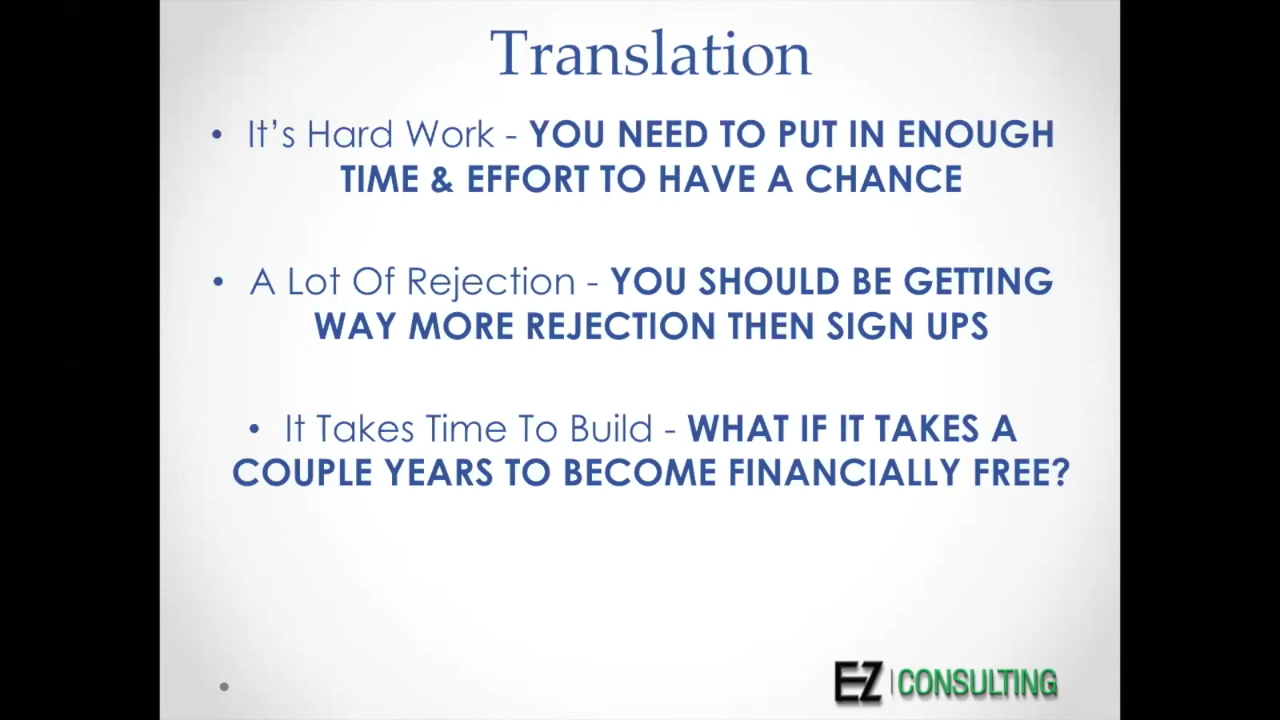 Translation
• It's Hard Work - YOU NEED TO PUT IN ENOUGH
TIME & EFFORT TO HAVE A CHANCE
• A Lot Of Rejection - YOU SHOULD BE GETTING
WAY MORE REJECTION THEN SIGN UPS
• It Takes Time To Build - WHAT IF IT TAKES A
COUPLE YEARS TO BECOME FINANCIALLY FREE?
EZ | CONSULTING